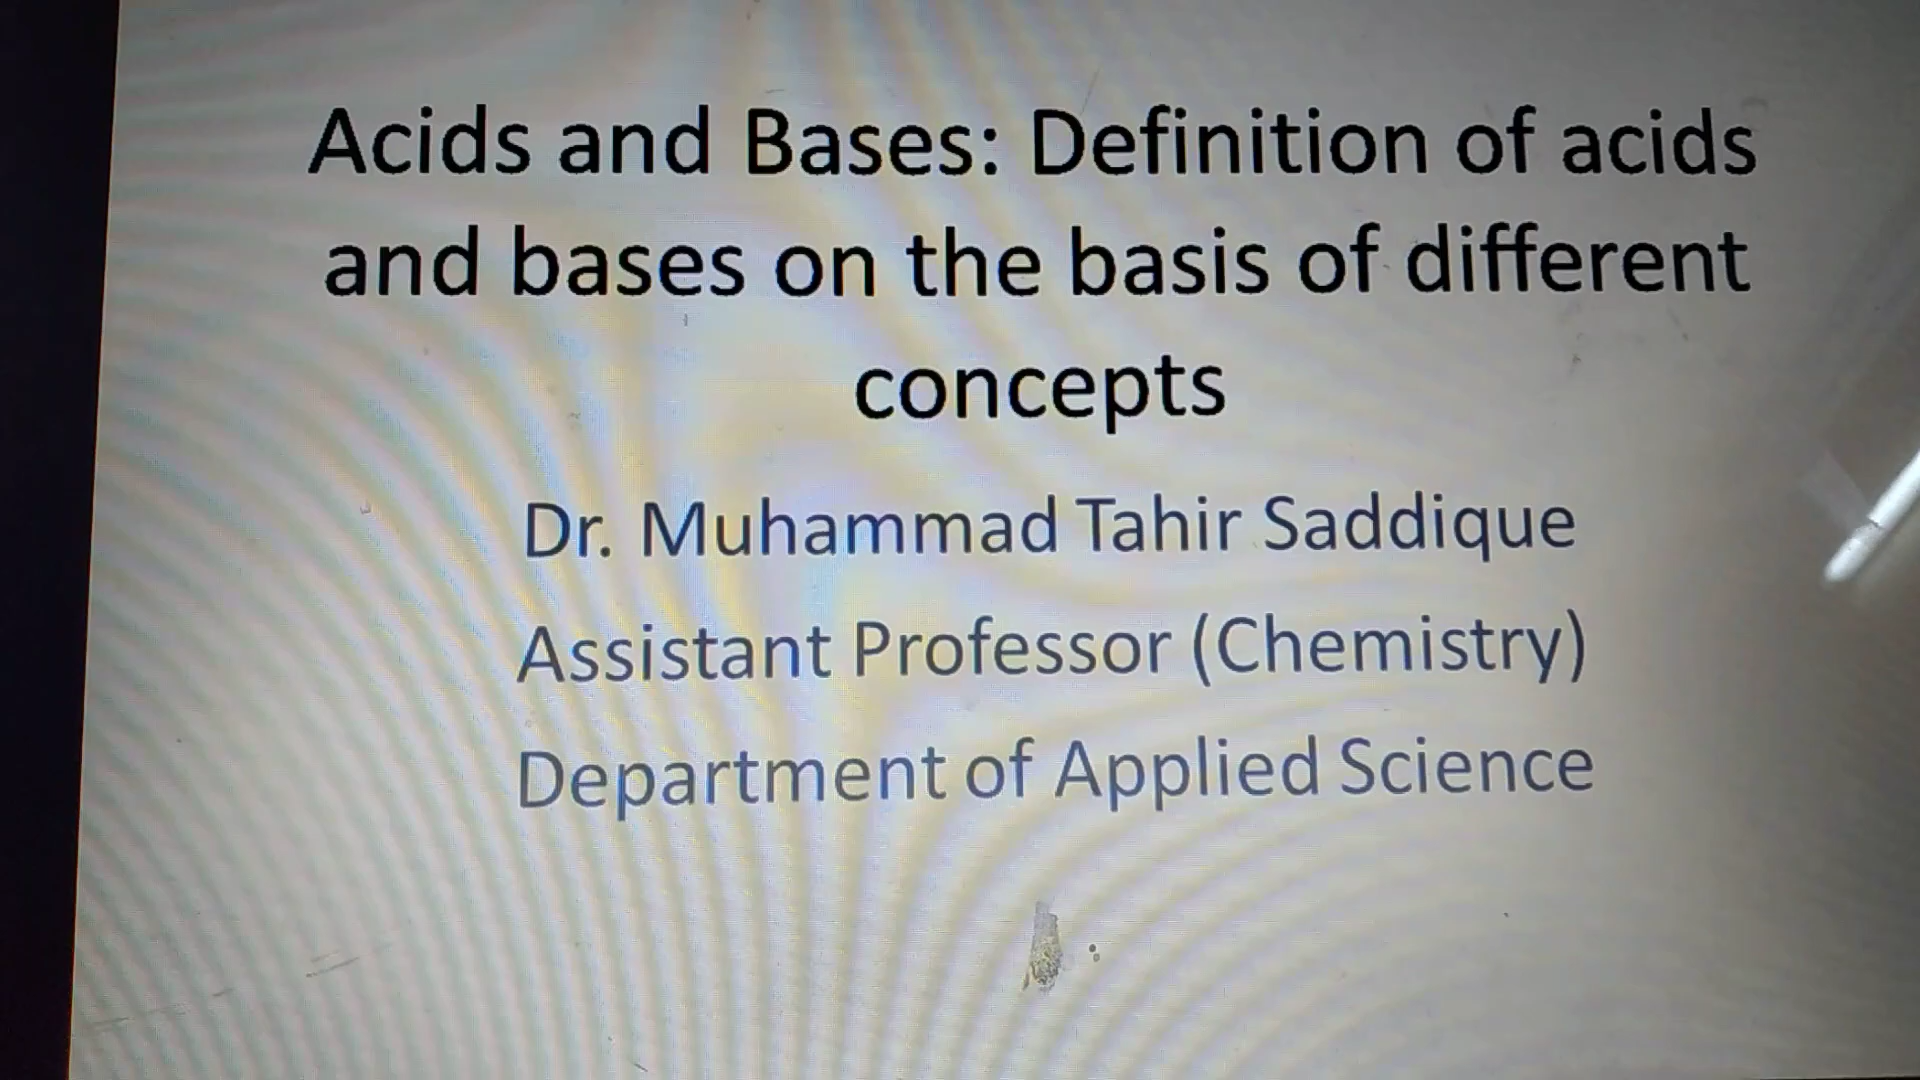 Acids and Bases: Definition of acids
and bases on the basis of different
concepts
Dr. Muhammad Tahir Saddique
Assistant Professor (Chemistry)
Department of Applied Science